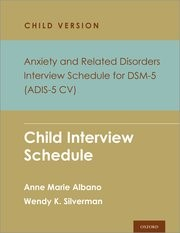 CHILD VERSION
Anxiety and Related Disorders
Interview Schedule for DSM-5
(ADIS-5 CV)
Child Interview
Schedule
Anne Marie Albano
Wendy K. Silverman
OXFORD